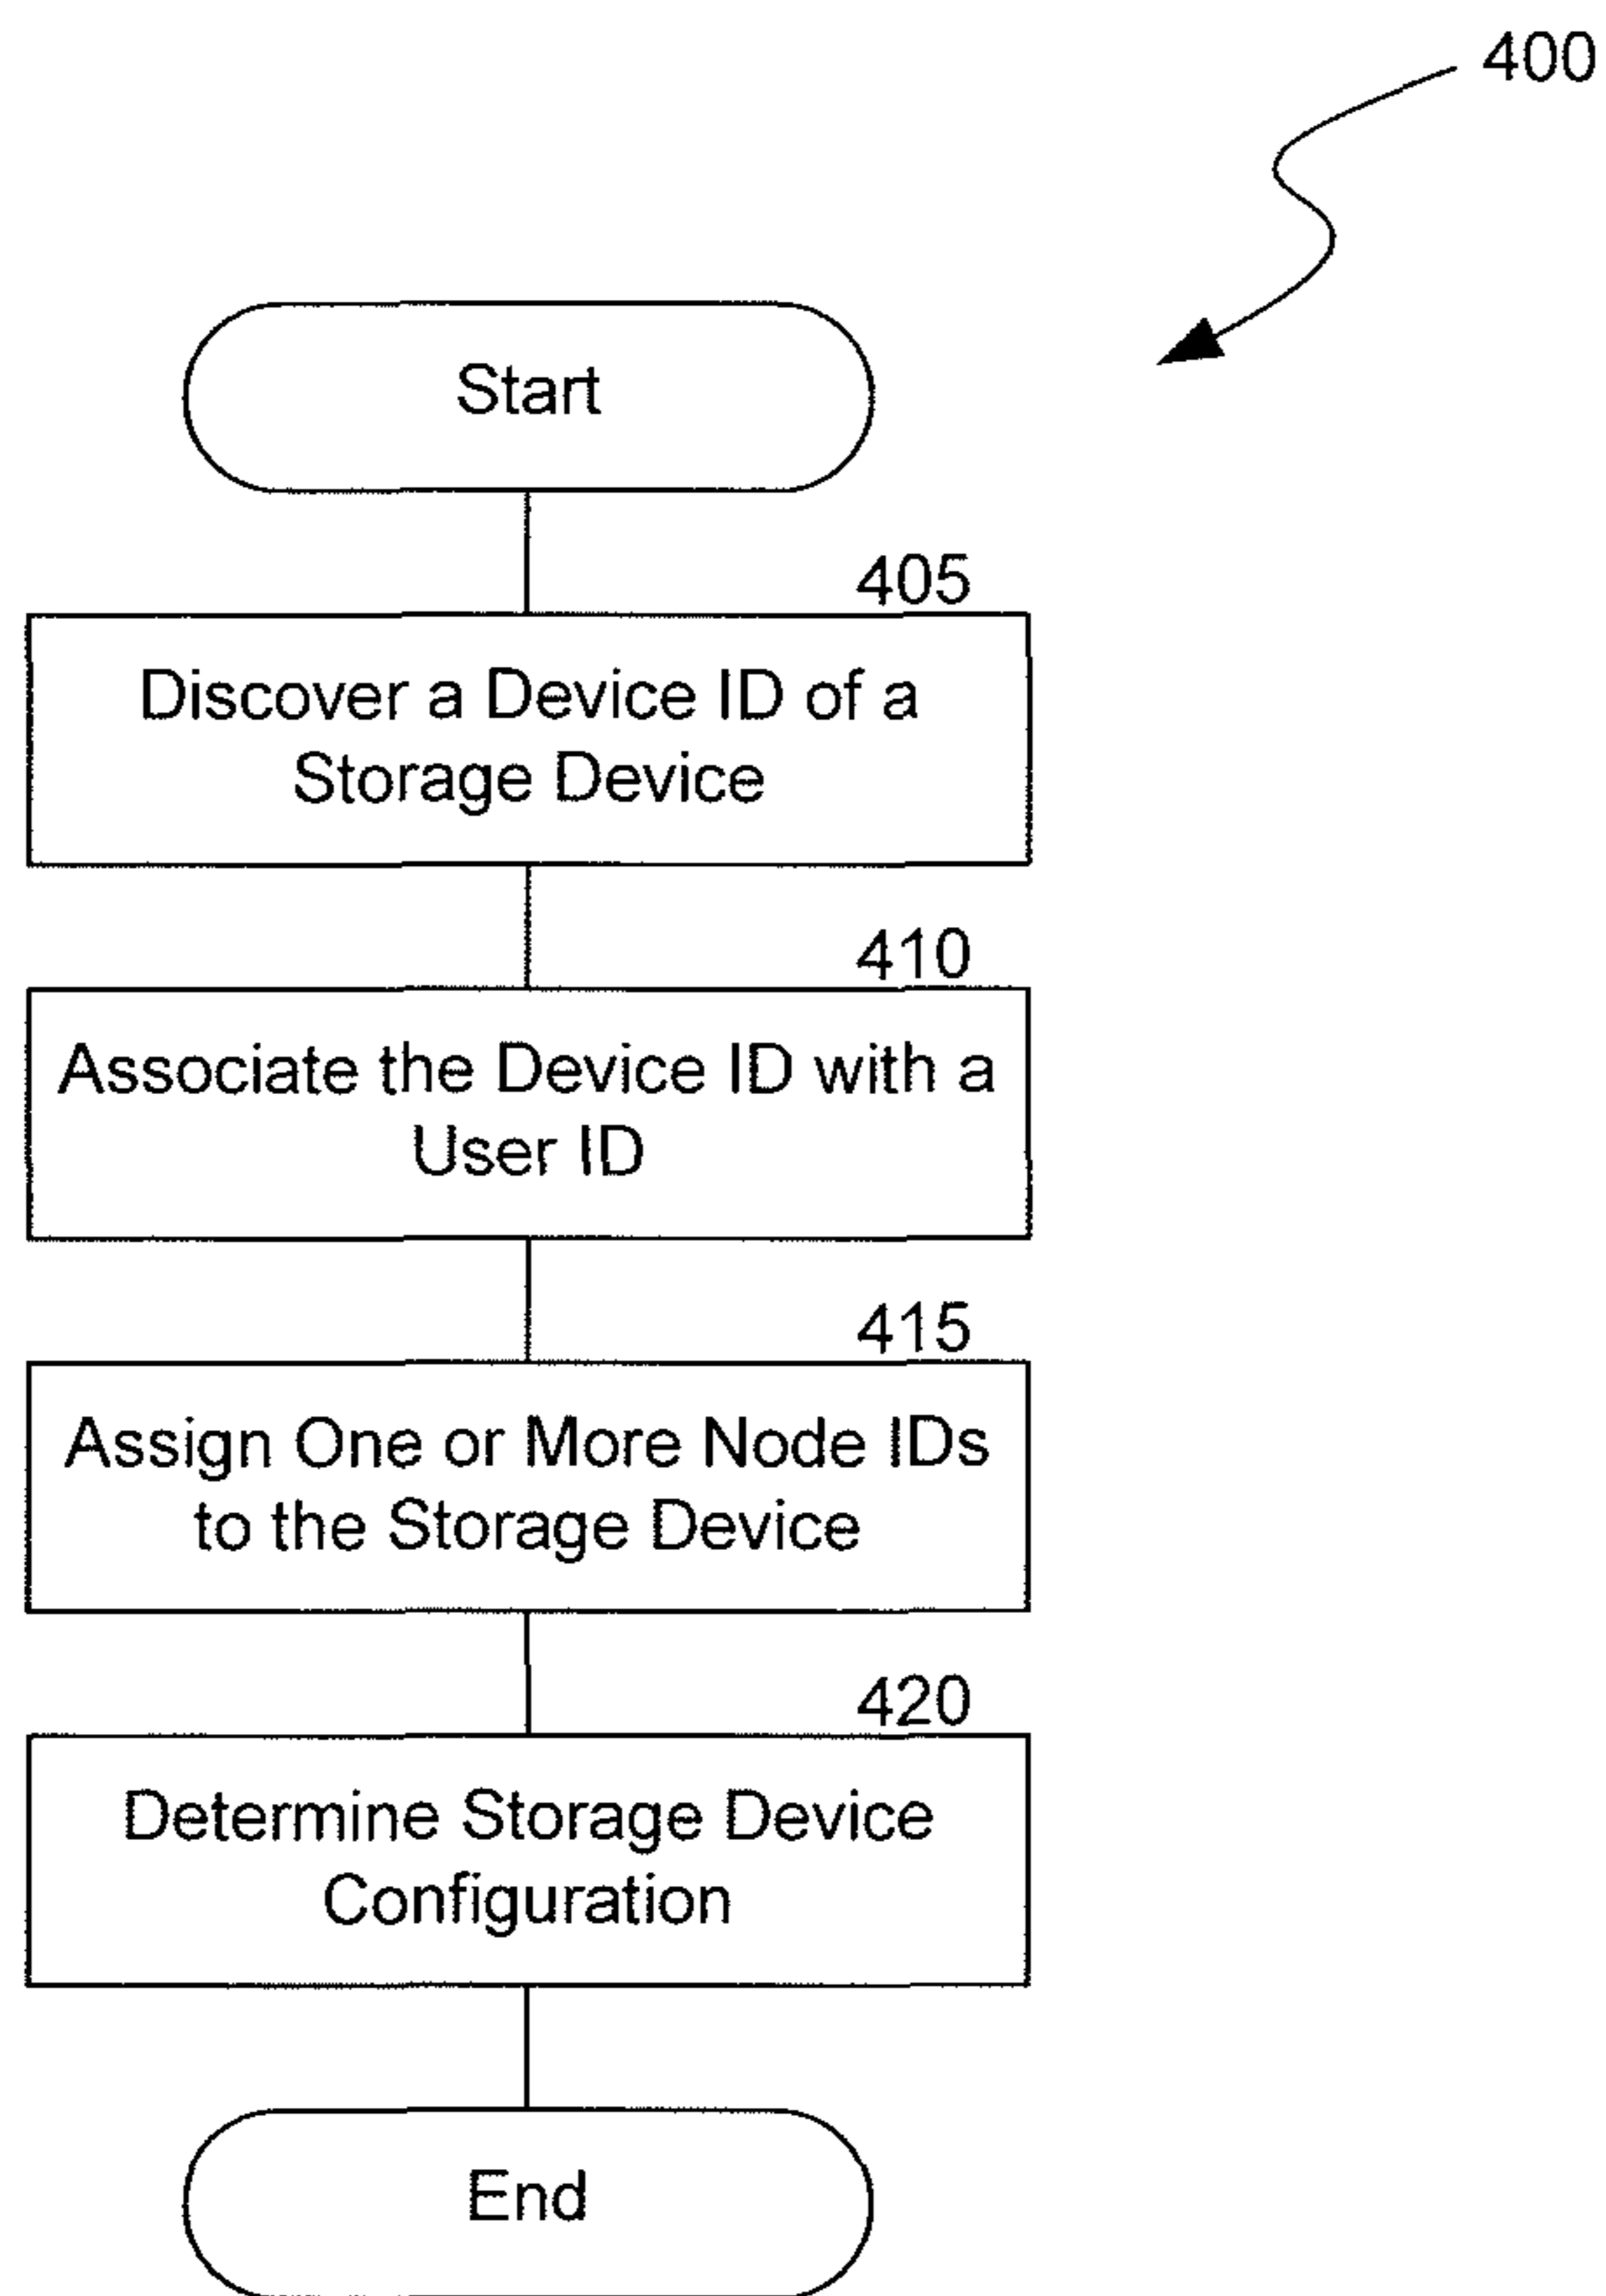 400
Start
405
Discover a Device ID of a
Storage Device
410
Associate the Device ID with a
User ID
415
Assign One or More Node IDs
to the Storage Device
420
Determine Storage Device
Configuration
End